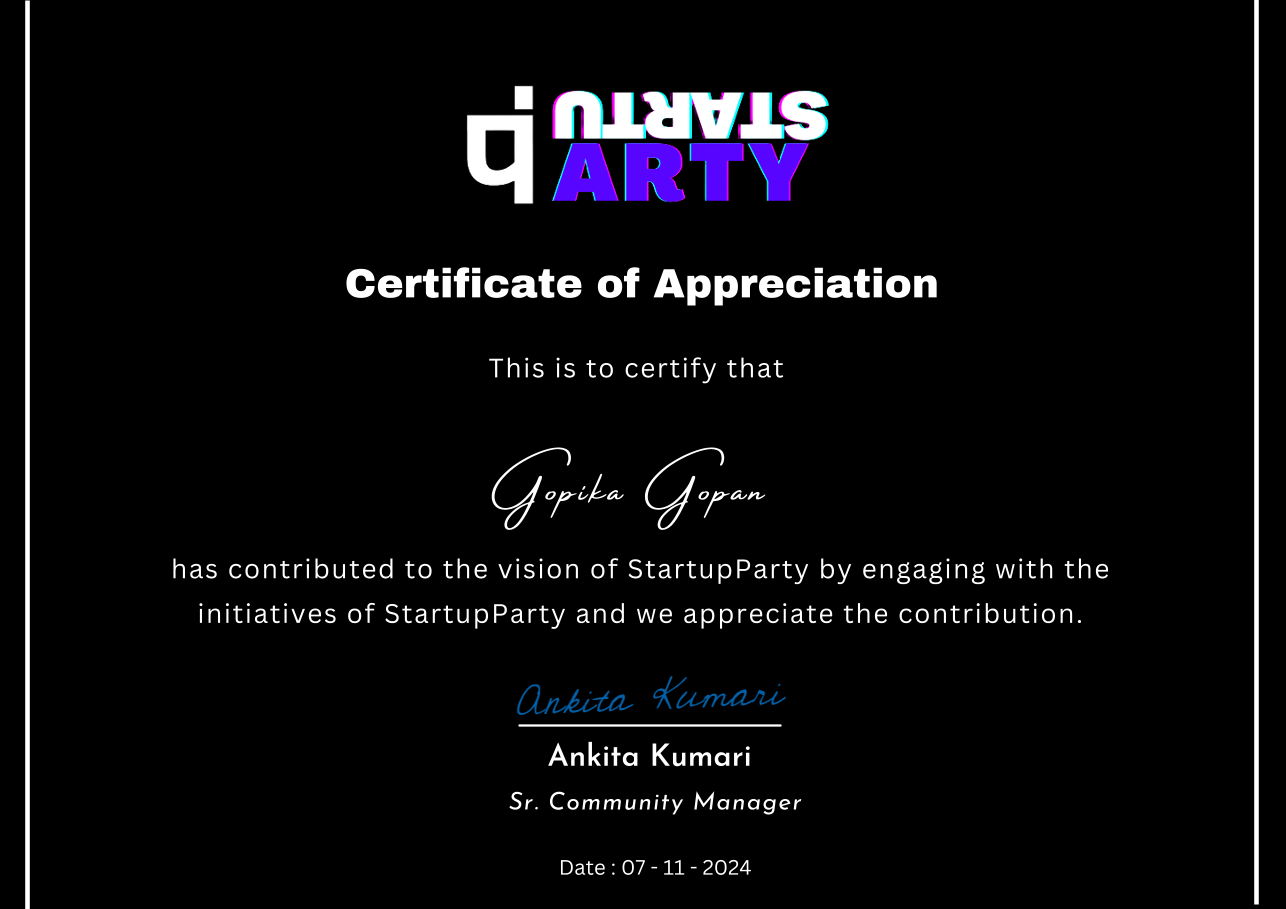 STARTU
ARTY
Certificate of Appreciation
This is to certify that
Gopika Gopan
has contributed to the vision of StartupParty by engaging with the
initiatives of StartupParty and we appreciate the contribution.
Ankita Kumari
Ankita Kumari
Sr. Community Manager
Date : 07 - 11 - 2024